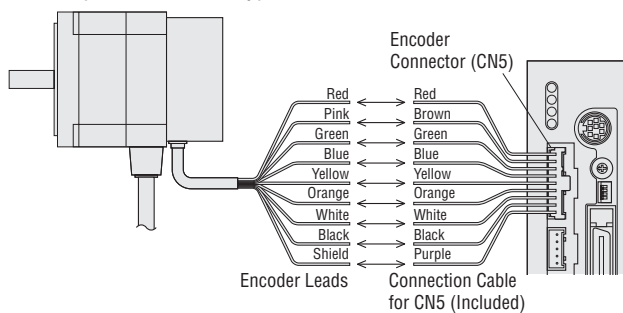 Encoder
Connector (CN5)
Red Red
Pink Brown
Green Green
Blue Blue
Yellow Yellow
Orange Orange
White White
Black Black
Shield Purple
Encoder Leads Connection Cable
for CN5 (Included)